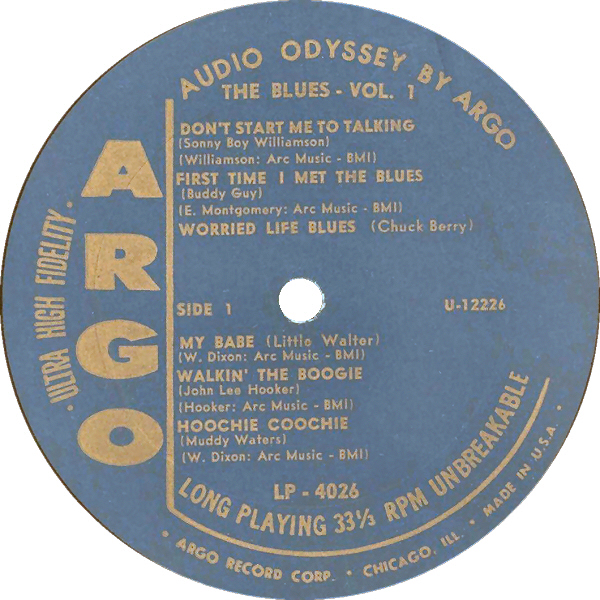 AUDIO ODYSSEY BY ARGO
THE BLUES - VOL. 1
DON'T START ME TO TALKING
(Sonny Boy Williamson)
(Williamson: Arc Music - BMI)
FIRST TIME I MET THE BLUES
(Buddy Guy)
(E. Montgomery: Arc Music - BMI)
WORRIED LIFE BLUES (Chuck Berry)
ARGO
· ULTRA HIGH FIDELITY ·
SIDE 1
U-12226
MY BABE (Little Walter)
(W. Dixon: Arc Music - BMI)
WALKIN' THE BOOGIE
(John Lee Hooker)
(Hooker: Arc Music - BMI)
HOOCHIE COOCHIE
(Muddy Waters)
(W. Dixon: Arc Music - BMI)
LP - 4026
LONG PLAYING 33⅓ RPM UNBREAKABLE
· ARGO RECORD CORP. · CHICAGO, ILL. · MADE IN U.S.A. ·